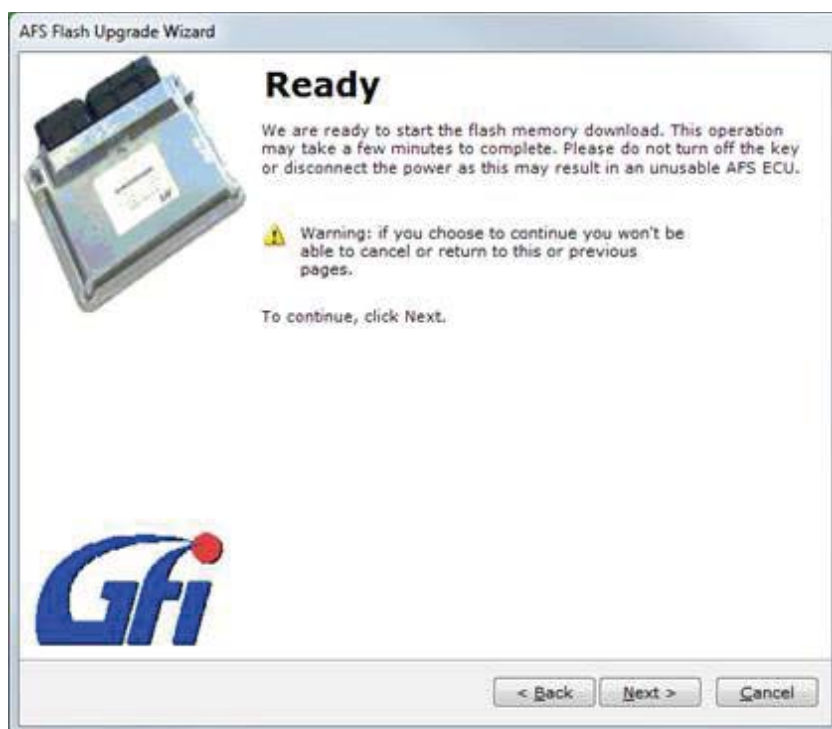 AFS Flash Upgrade Wizard
Ready
We are ready to start the flash memory download. This operation
may take a few minutes to complete. Please do not turn off the key
or disconnect the power as this may result in an unusable AFS ECU.
Warning: if you choose to continue you won't be
able to cancel or return to this or previous
pages.
To continue, click Next.
Gfi
< Back Next > Cancel